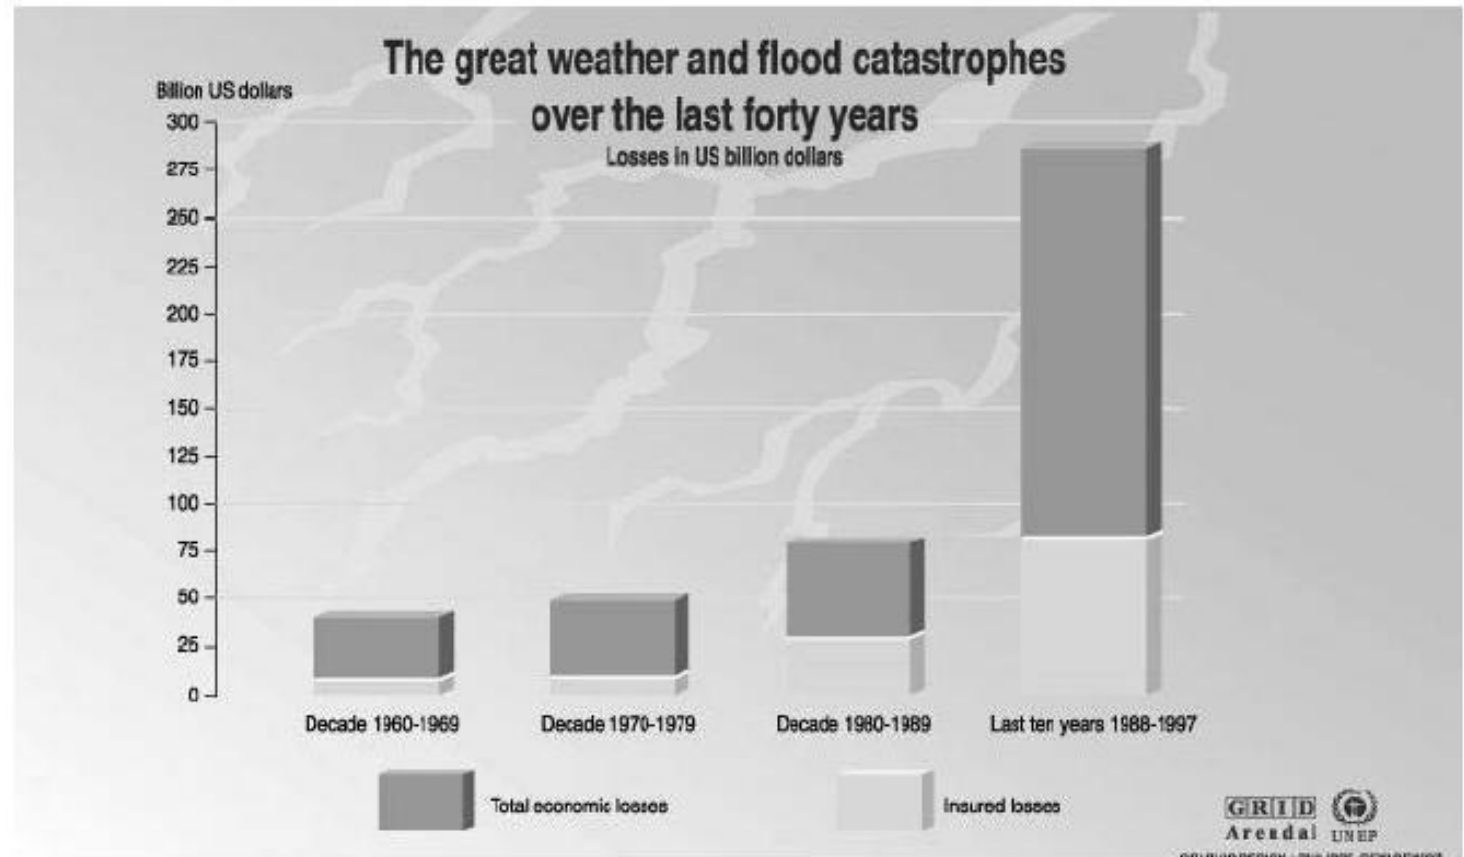 The great weather and flood catastrophes
over the last forty years
Losses in US billion dollars
Billion US dollars
300
275
250
225
200
175
150
125
100
75
50
25
0
Decade 1960-1969
Decade 1970-1979
Decade 1980-1989
Last ten years 1988-1997
Total economic losses
Insured losses
GRID
Arendal UNEP